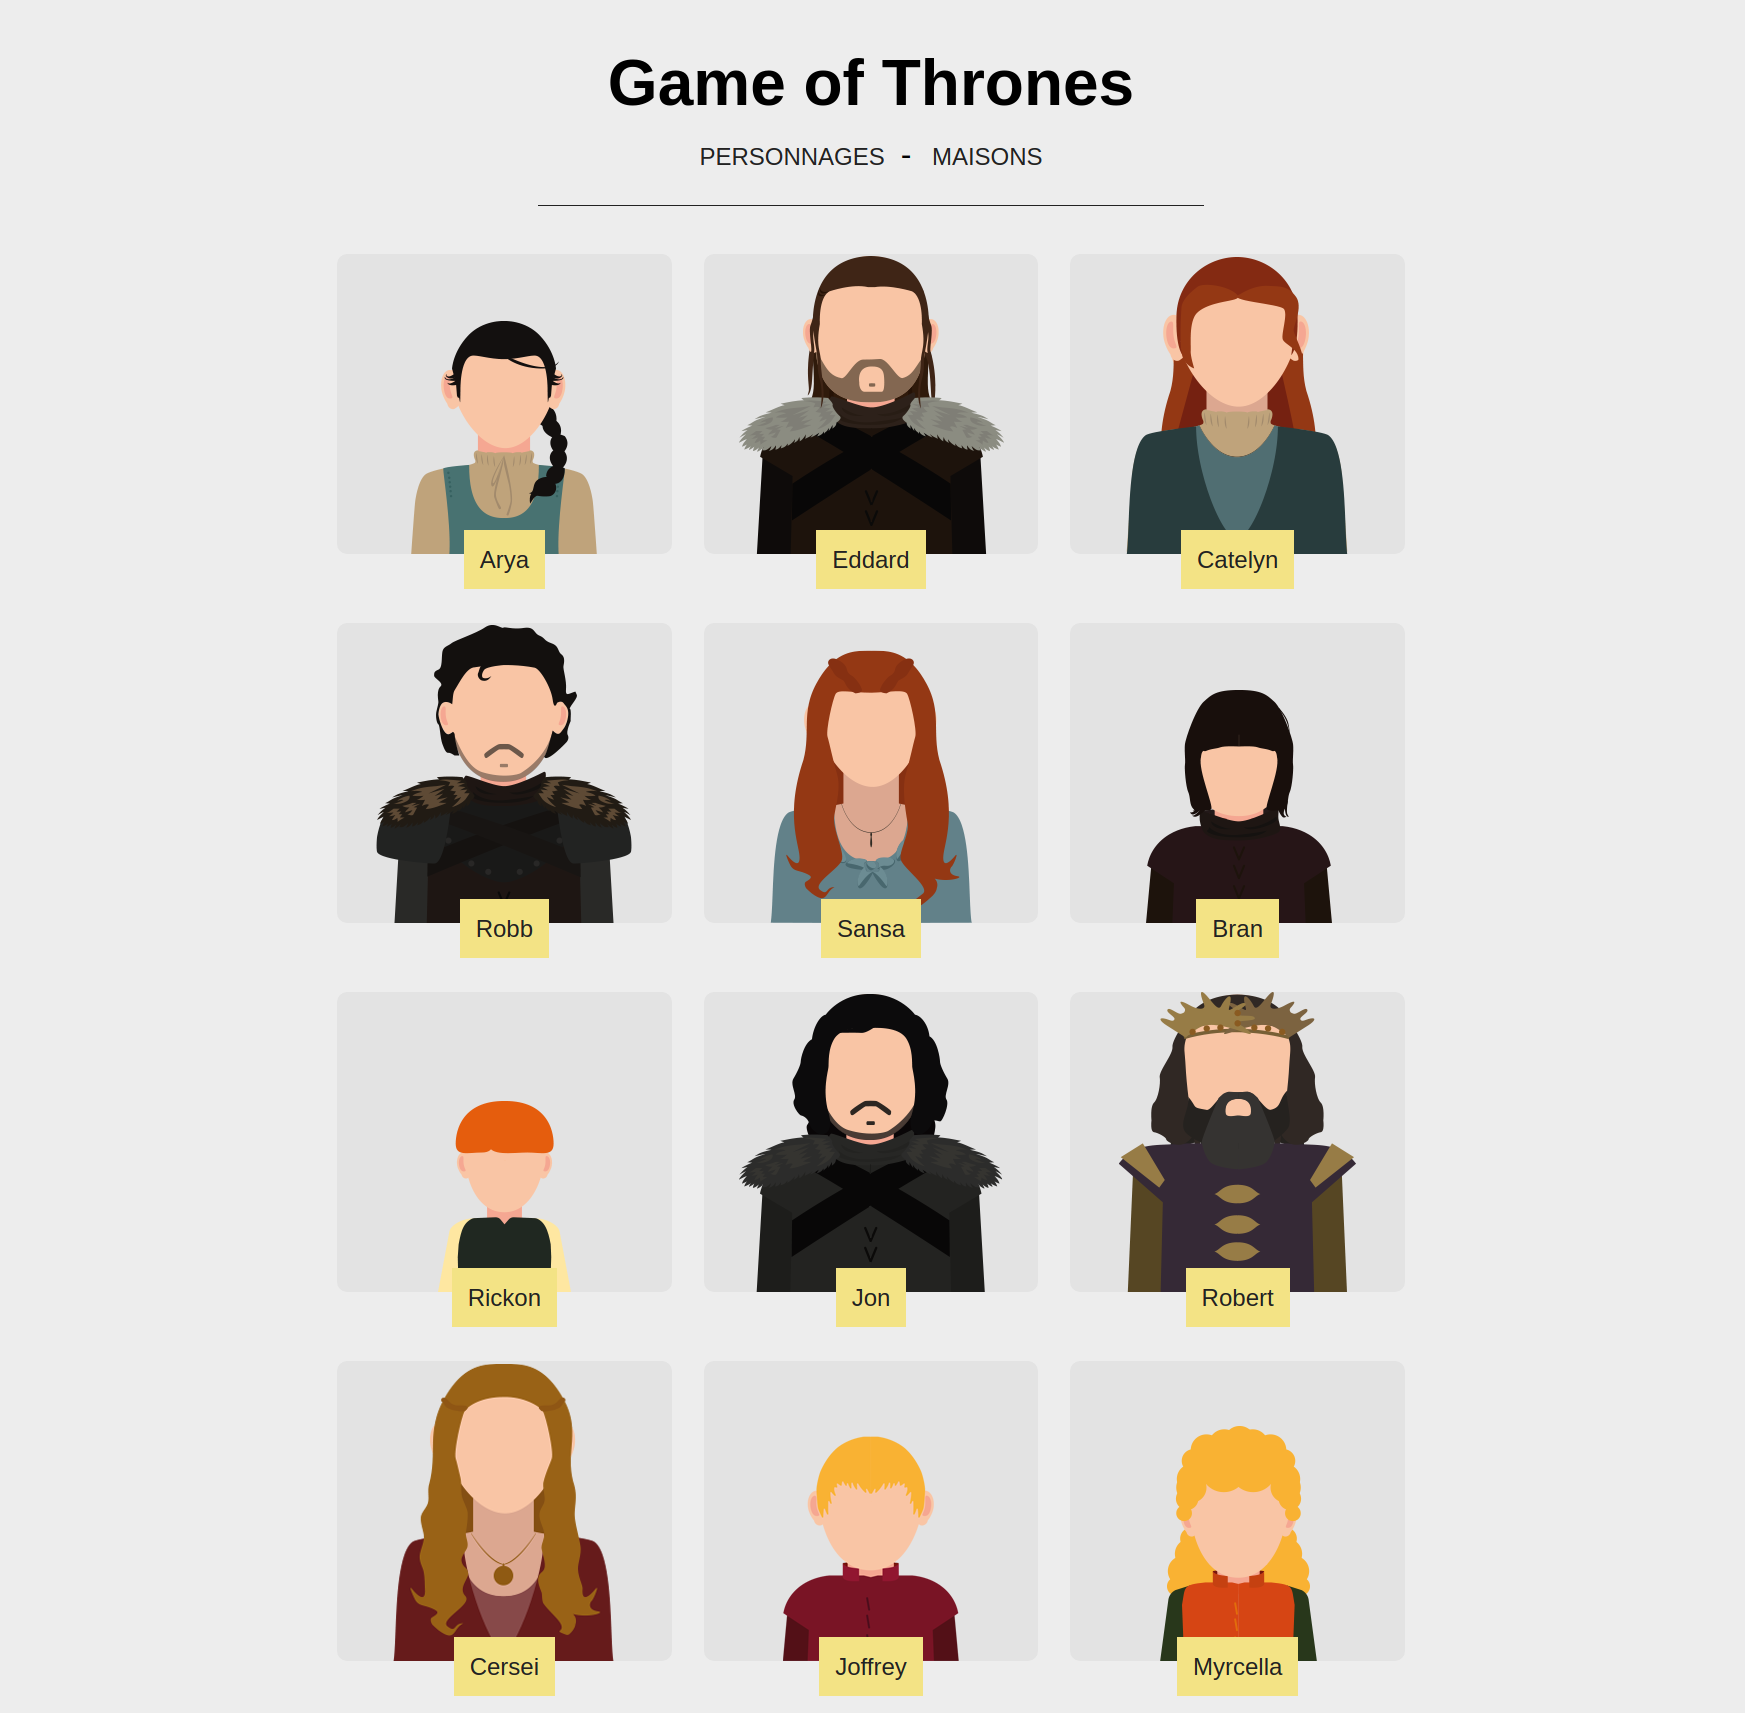 Game of Thrones
PERSONNAGES - MAISONS
Arya
Eddard
Catelyn
Robb
Sansa
Bran
Rickon
Jon
Robert
Cersei
Joffrey
Myrcella